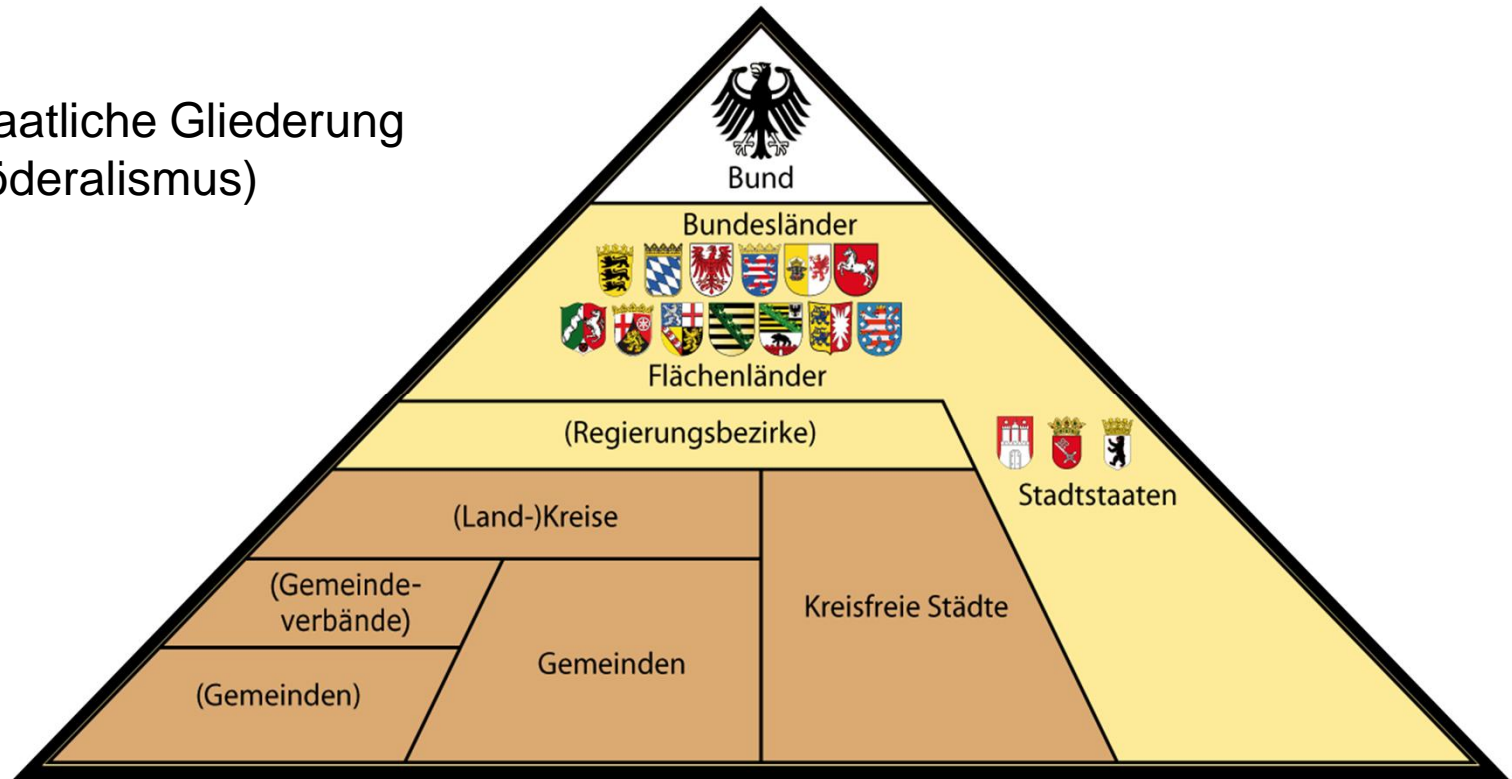 aatliche Gliederung
öderalismus)
Bund
Bundesländer
Flächenländer
(Regierungsbezirke)
Stadtstaaten
(Land-)Kreise
(Gemeinde-
verbände)
Kreisfreie Städte
Gemeinden
(Gemeinden)